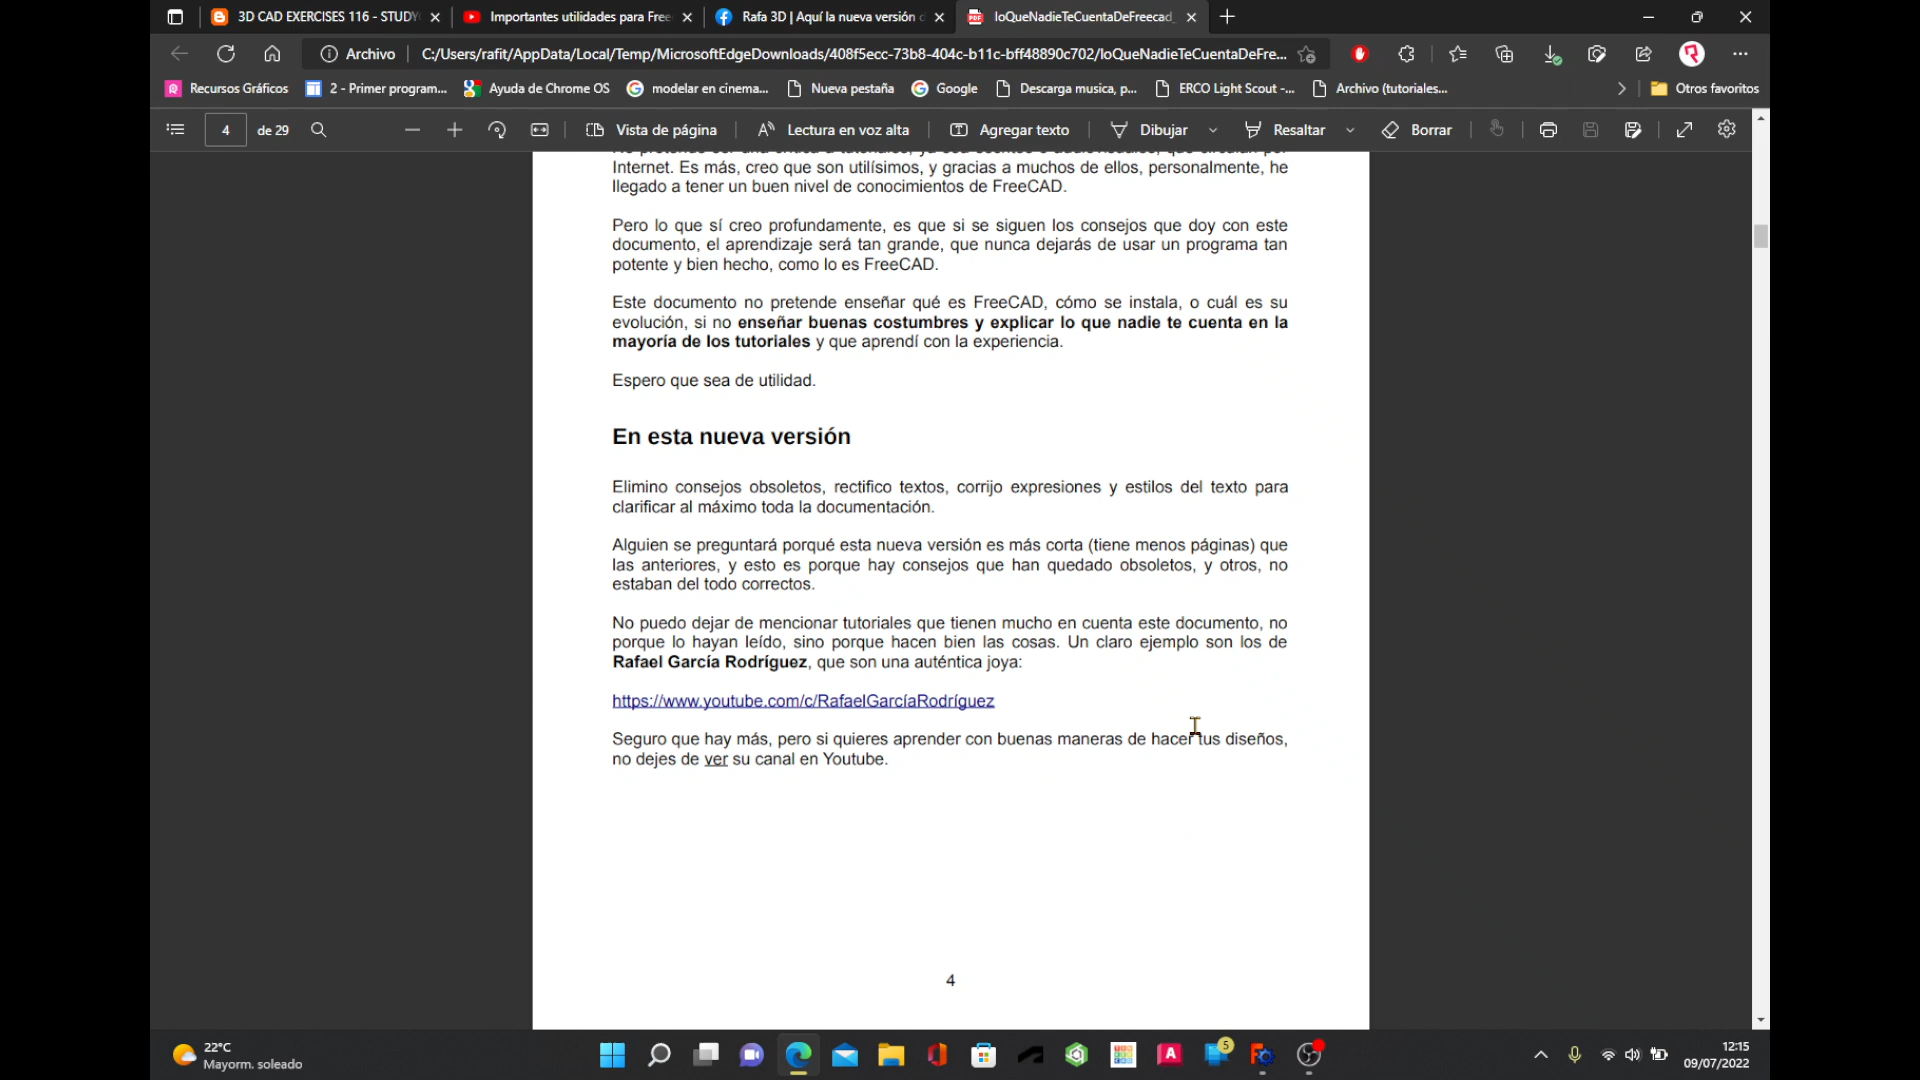 3D CAD EXERCISES 116 - STUDY
Importantes utilidades para Free
Rafa 3D | Aquí la nueva versión d
loQueNadieTeCuentaDeFreecad_
Archivo
C:/Users/rafit/AppData/Local/Temp/MicrosoftEdgeDownloads/408f5ecc-73b8-404c-b11c-bff48890c702/loQueNadieTeCuentaDeFre...
Recursos Gráficos
2 - Primer program...
Ayuda de Chrome OS
modelar en cinema...
Nueva pestaña
Google
Descarga musica, p...
ERCO Light Scout -...
Archivo (tutoriales...
Otros favoritos
4 de 29
Vista de página
Lectura en voz alta
Agregar texto
Dibujar
Resaltar
Borrar
Internet. Es más, creo que son utilísimos, y gracias a muchos de ellos, personalmente, he
llegado a tener un buen nivel de conocimientos de FreeCAD.
Pero lo que sí creo profundamente, es que si se siguen los consejos que doy con este
documento, el aprendizaje será tan grande, que nunca dejarás de usar un programa tan
potente y bien hecho, como lo es FreeCAD.
Este documento no pretende enseñar qué es FreeCAD, cómo se instala, o cuál es su
evolución, si no enseñar buenas costumbres y explicar lo que nadie te cuenta en la
mayoría de los tutoriales y que aprendí con la experiencia.
Espero que sea de utilidad.
En esta nueva versión
Elimino consejos obsoletos, rectifico textos, corrijo expresiones y estilos del texto para
clarificar al máximo toda la documentación.
Alguien se preguntará porqué esta nueva versión es más corta (tiene menos páginas) que
las anteriores, y esto es porque hay consejos que han quedado obsoletos, y otros, no
estaban del todo correctos.
No puedo dejar de mencionar tutoriales que tienen mucho en cuenta este documento, no
porque lo hayan leído, sino porque hacen bien las cosas. Un claro ejemplo son los de
Rafael García Rodríguez, que son una auténtica joya:
https://www.youtube.com/c/RafaelGarcíaRodríguez
Seguro que hay más, pero si quieres aprender con buenas maneras de hacer tus diseños,
no dejes de ver su canal en Youtube.
4
22°C
Mayorm. soleado
5
12:15
09/07/2022